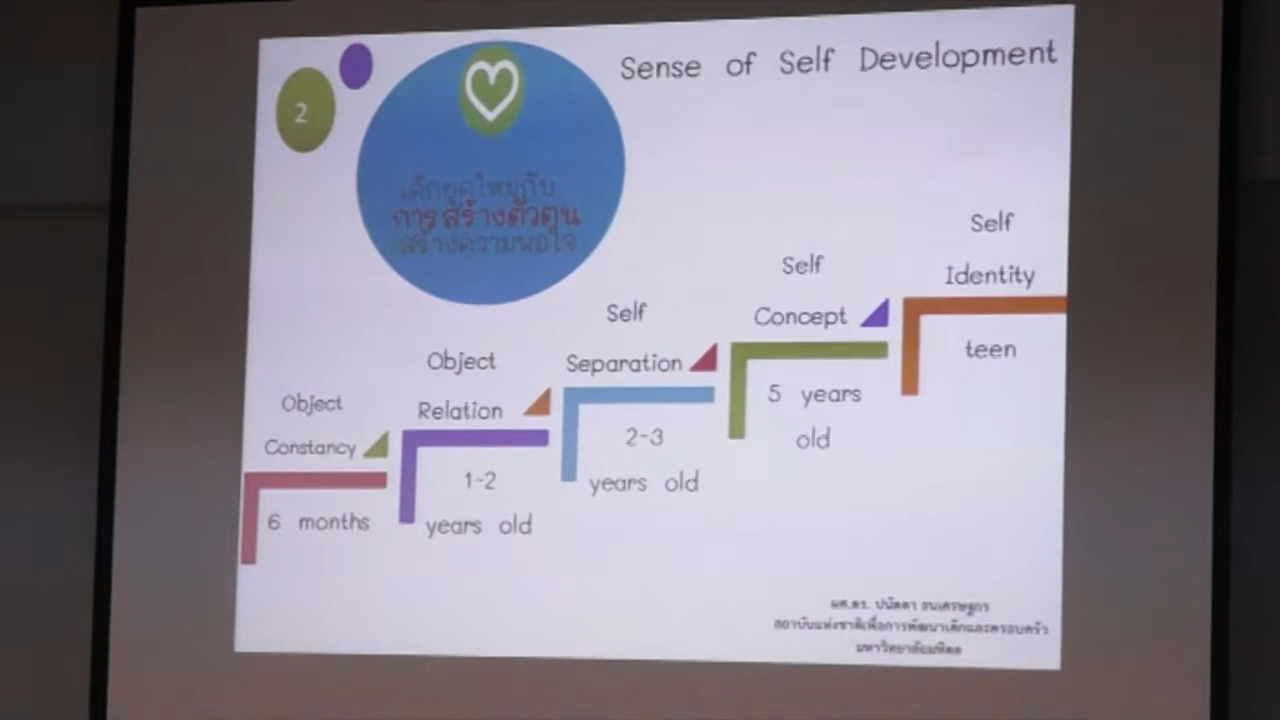 2
Sense of Self Development
เด็กยุคใหม่กับ
การสร้างตัวตน
สร้างความพอใจ
Object
Constancy
6 months
Object
Relation
1-2
years old
Self
Separation
2-3
years old
Self
Concept
5 years
old
Self
Identity
teen
ผศ.ดร. ปนัดดา ธนเศรษฐกร
สถาบันแห่งชาติเพื่อการพัฒนาเด็กและครอบครัว
มหาวิทยาลัยมหิดล